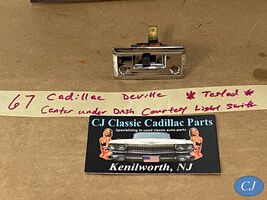 67 Cadillac Deville * Tested *
Center under DASH Courtesy Light Switch
CJ Classic Cadillac Parts
Specializing in used classic auto parts
Kenilworth, NJ
CJ